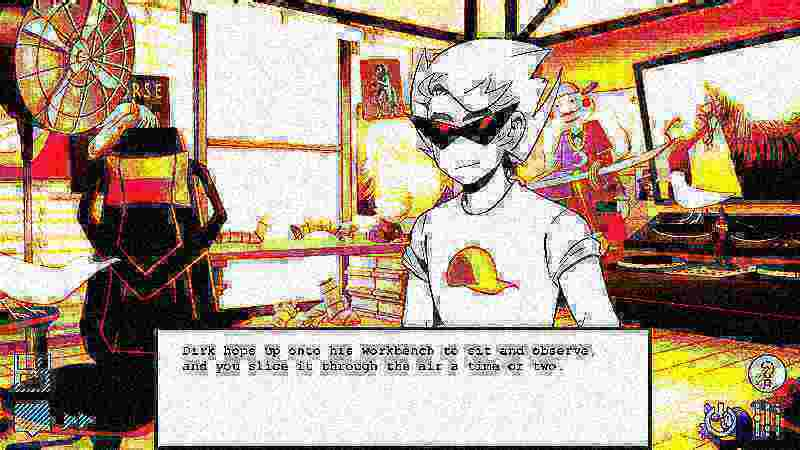 RSE
Dirk hops up onto his workbench to sit and observe,
and you slice it through the air a time or two.